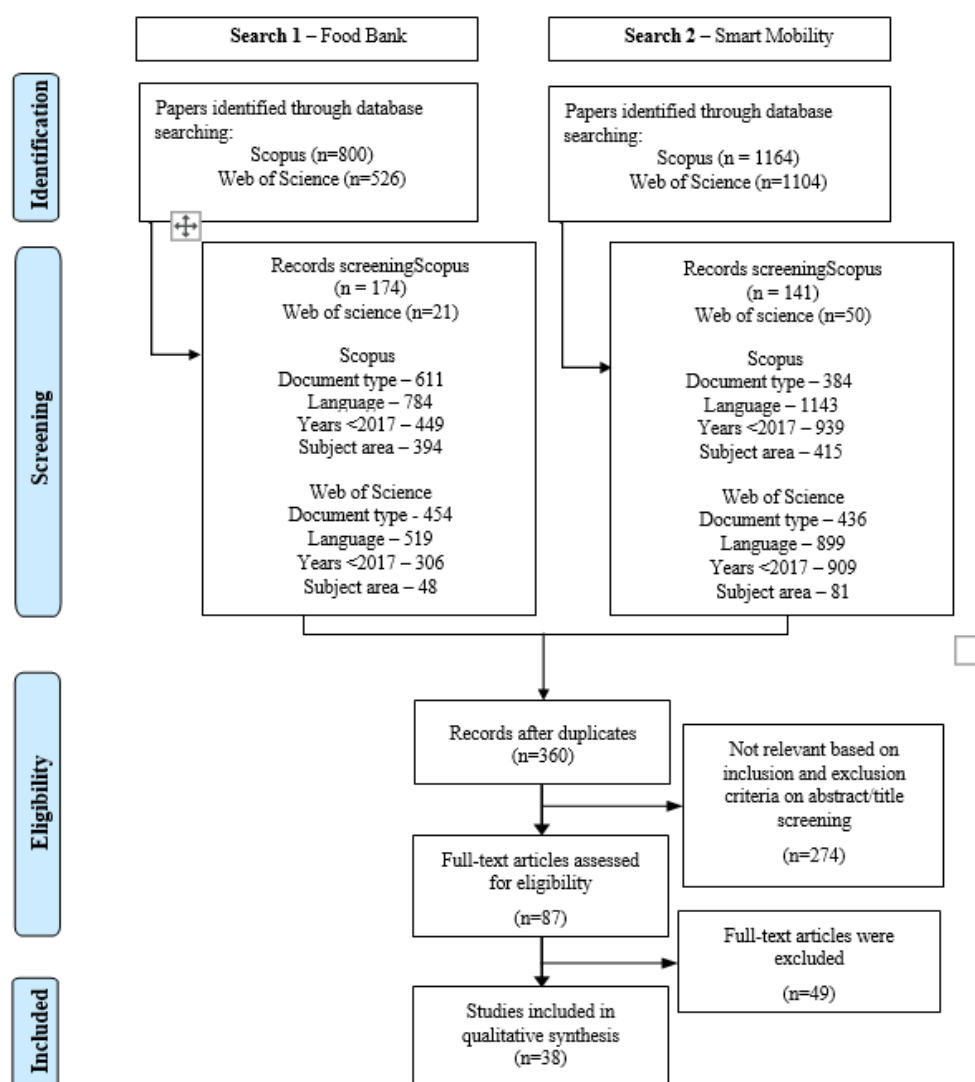 Search 1 – Food Bank
Search 2 – Smart Mobility
Identification
Papers identified through database
searching:
Scopus (n=800)
Web of Science (n=526)
Papers identified through database
searching:
Scopus (n = 1164)
Web of Science (n=1104)
Screening
Records screeningScopus
(n = 174)
Web of science (n=21)
Scopus
Document type – 611
Language – 784
Years <2017 – 449
Subject area – 394
Web of Science
Document type - 454
Language – 519
Years <2017 – 306
Subject area – 48
Records screeningScopus
(n = 141)
Web of science (n=50)
Scopus
Document type – 384
Language – 1143
Years <2017 – 939
Subject area – 415
Web of Science
Document type – 436
Language – 899
Years <2017 – 909
Subject area – 81
Eligibility
Records after duplicates
(n=360)
Not relevant based on
inclusion and exclusion
criteria on abstract/title
screening
(n=274)
Full-text articles assessed
for eligibility
(n=87)
Full-text articles were
excluded
(n=49)
Included
Studies included in
qualitative synthesis
(n=38)